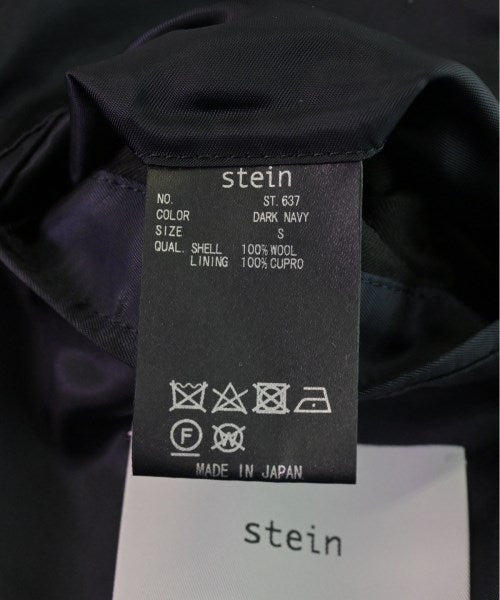 stein
NO. ST.637
COLOR DARK NAVY
SIZE S
QUAL. SHELL 100%WOOL
LINING 100%CUPRO
F W
MADE IN JAPAN
stein